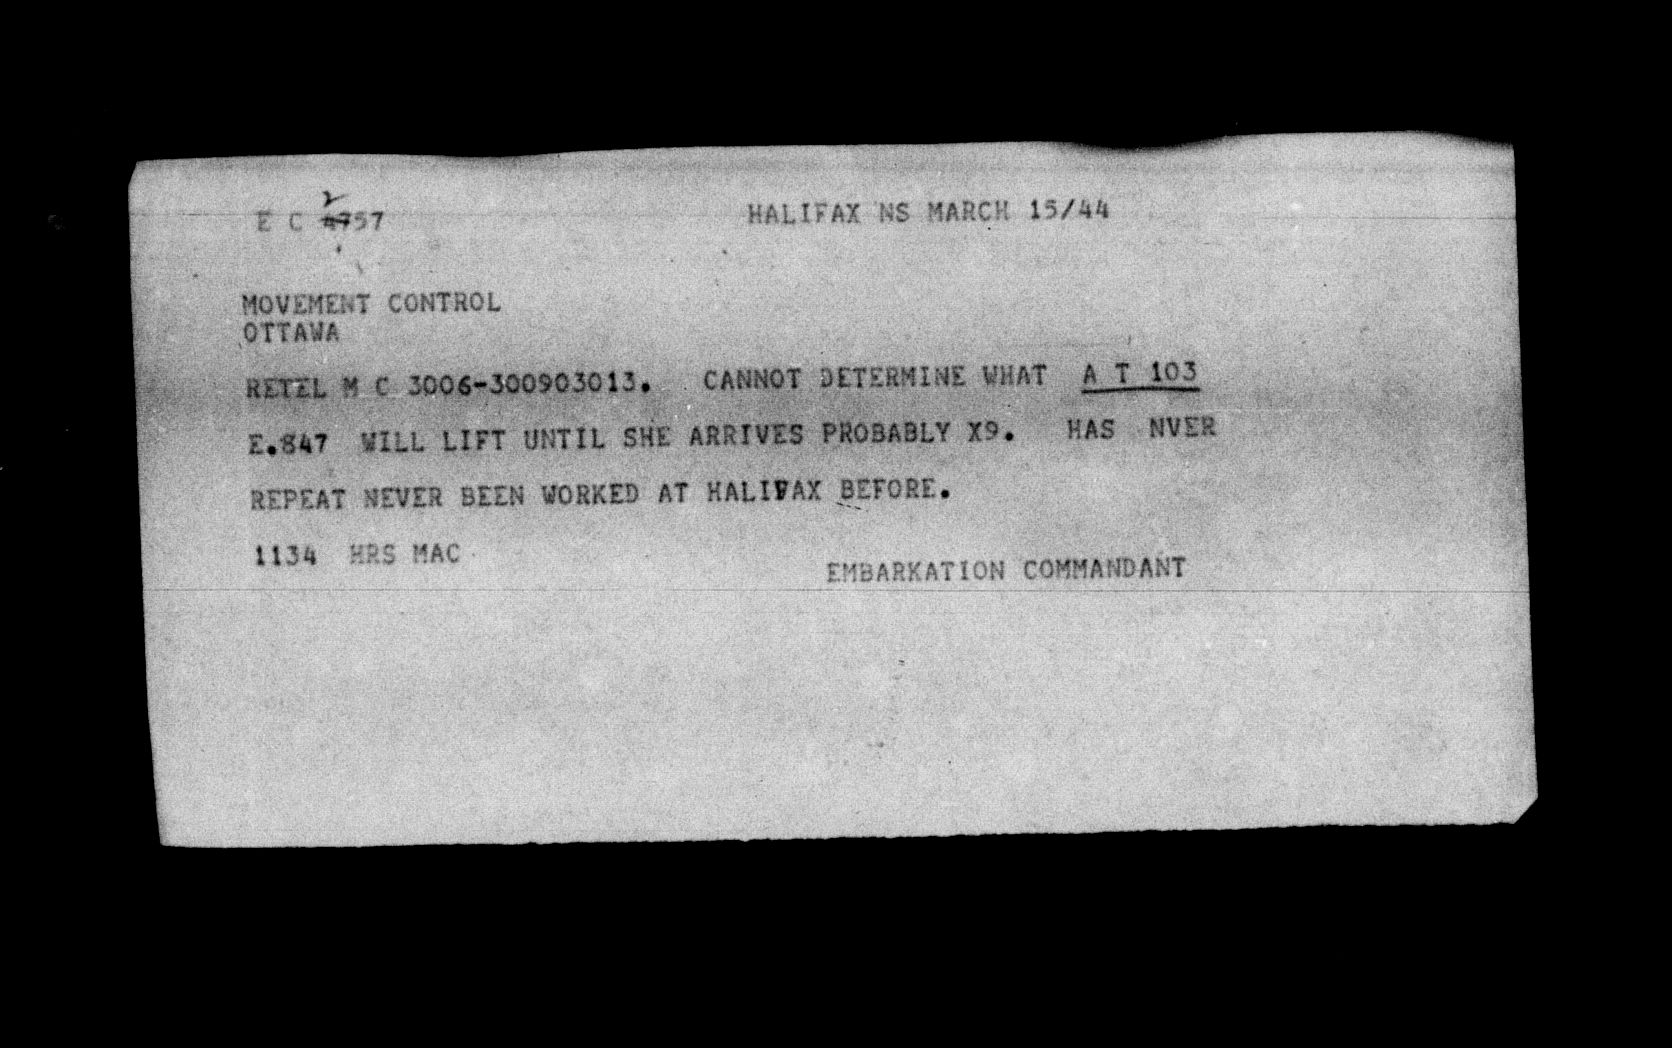 E C 4757 HALIFAX NS MARCH 15/44
MOVEMENT CONTROL
OTTAWA
RETEL M C 3006-300903013. CANNOT DETERMINE WHAT A T 103
E.847 WILL LIFT UNTIL SHE ARRIVES PROBABLY X9. HAS NVER
REPEAT NEVER BEEN WORKED AT HALIFAX BEFORE.
1134 HRS MAC
EMBARKATION COMMANDANT